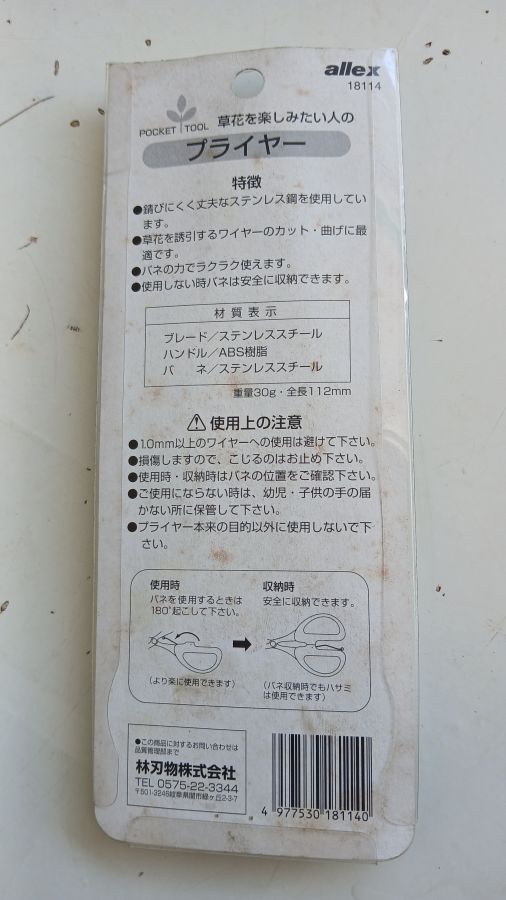 allex
18114
POCKET TOOL 草花を楽しみたい人の
プライヤー
特徴
●錆びにくく丈夫なステンレス鋼を使用してい
ます。
●草花を誘引するワイヤーのカット・曲げに最
適です。
●バネの力でラクラク使えます。
●使用しない時バネは安全に収納できます。
材質表示
ブレード／ステンレススチール
ハンドル／ABS樹脂
バ　ネ／ステンレススチール
重量30g・全長112mm
⚠使用上の注意
●1.0mm以上のワイヤーへの使用は避けて下さい。
●損傷しますので、こじるのはお止め下さい。
●使用時・収納時はバネの位置をご確認下さい。
●ご使用にならない時は、幼児・子供の手の届
かない所に保管して下さい。
●プライヤー本来の目的以外に使用しないで下
さい。
使用時
バネを使用するときは
180°起こして下さい。
(より楽に使用できます)
収納時
安全に収納できます。
(バネ収納時でもハサミ
は使用できます)
●この商品に対するお問い合わせは
品質管理部まで
林刃物株式会社
TEL 0575-22-3344
〒501-3246岐阜県関市緑ヶ丘2-3-7
4 977530 181140